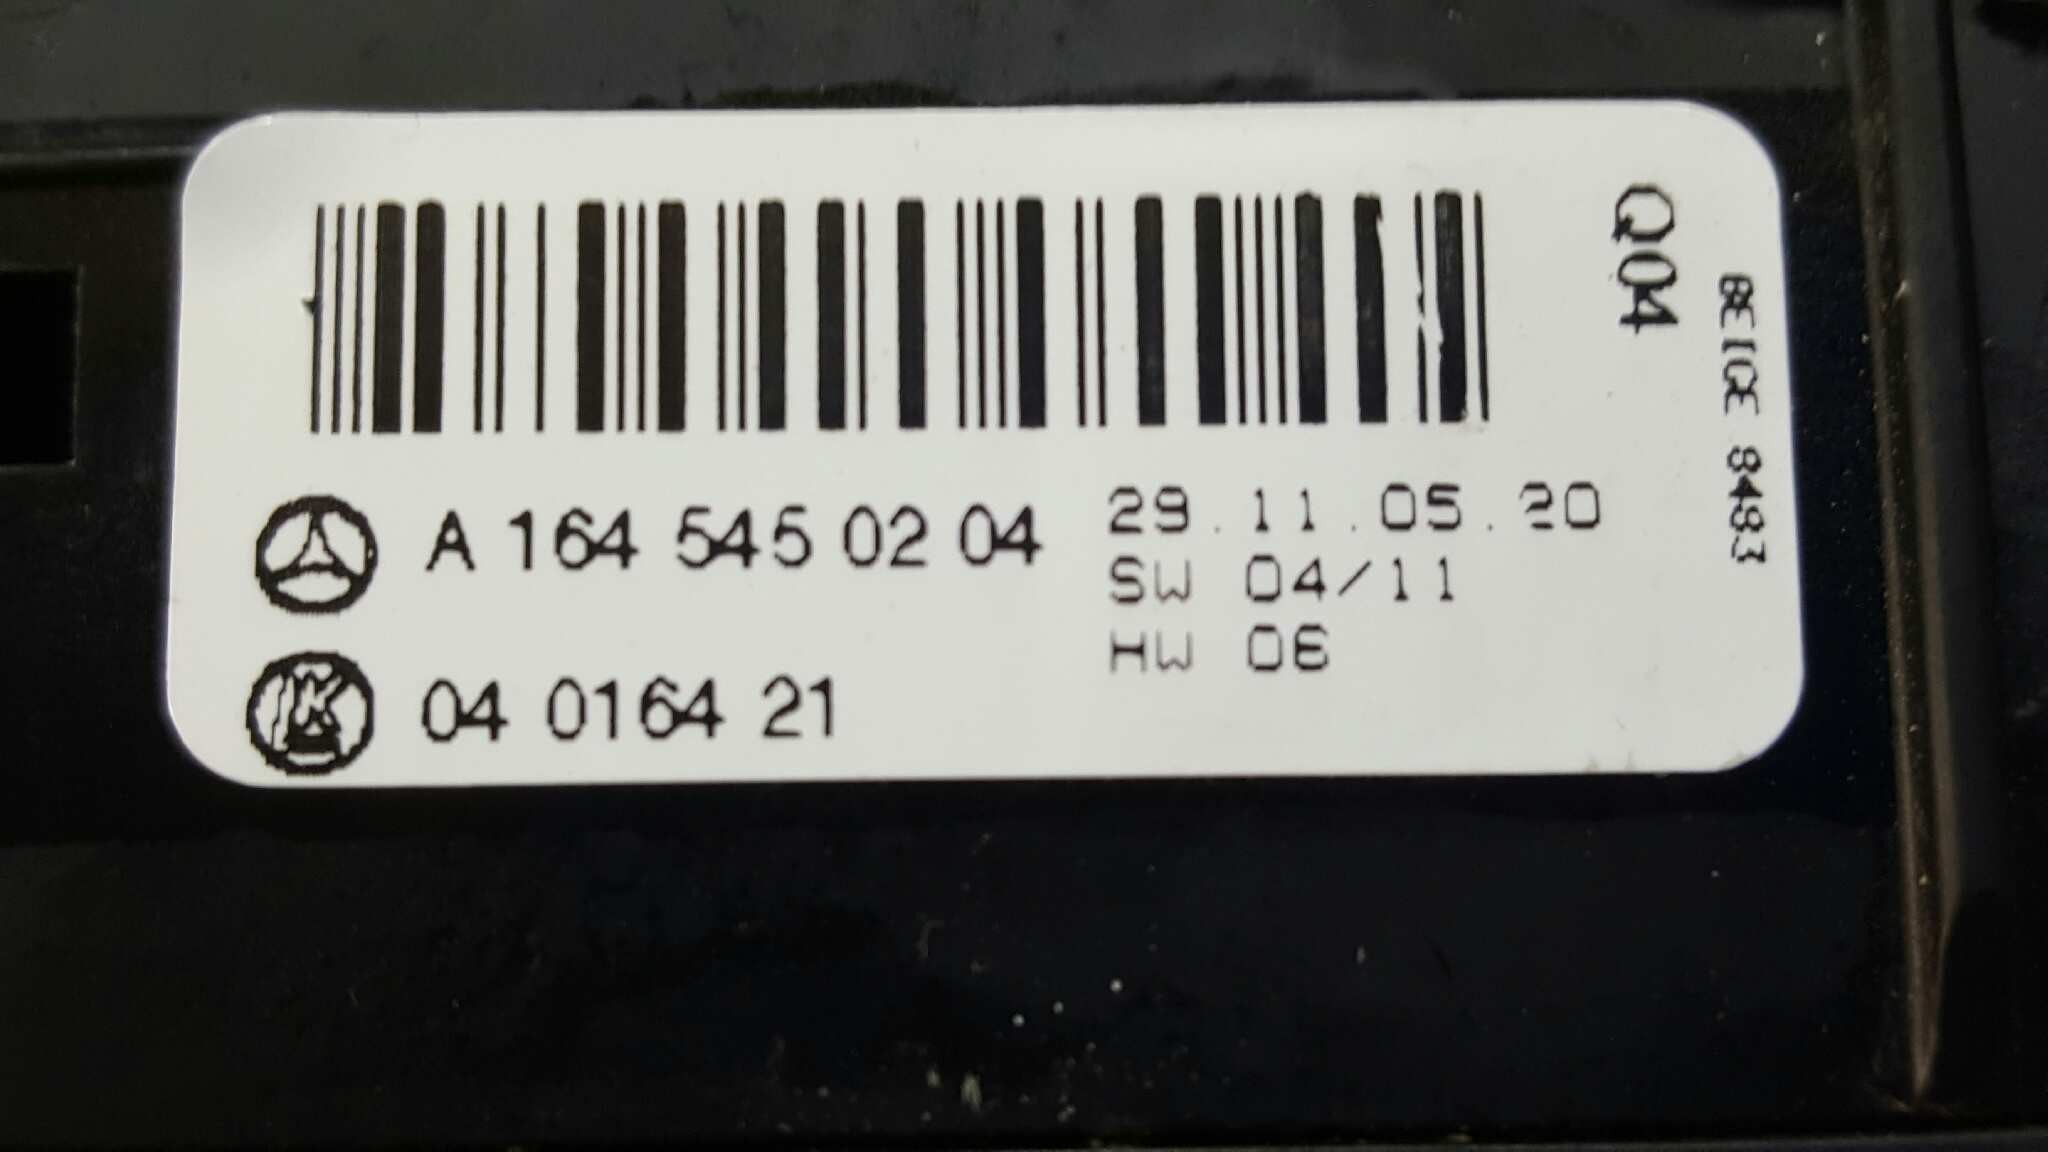 A 164 545 02 04
04 0164 21
29.11.05.20
SW 04/11
HW 06
Q04
BEIGE 8483